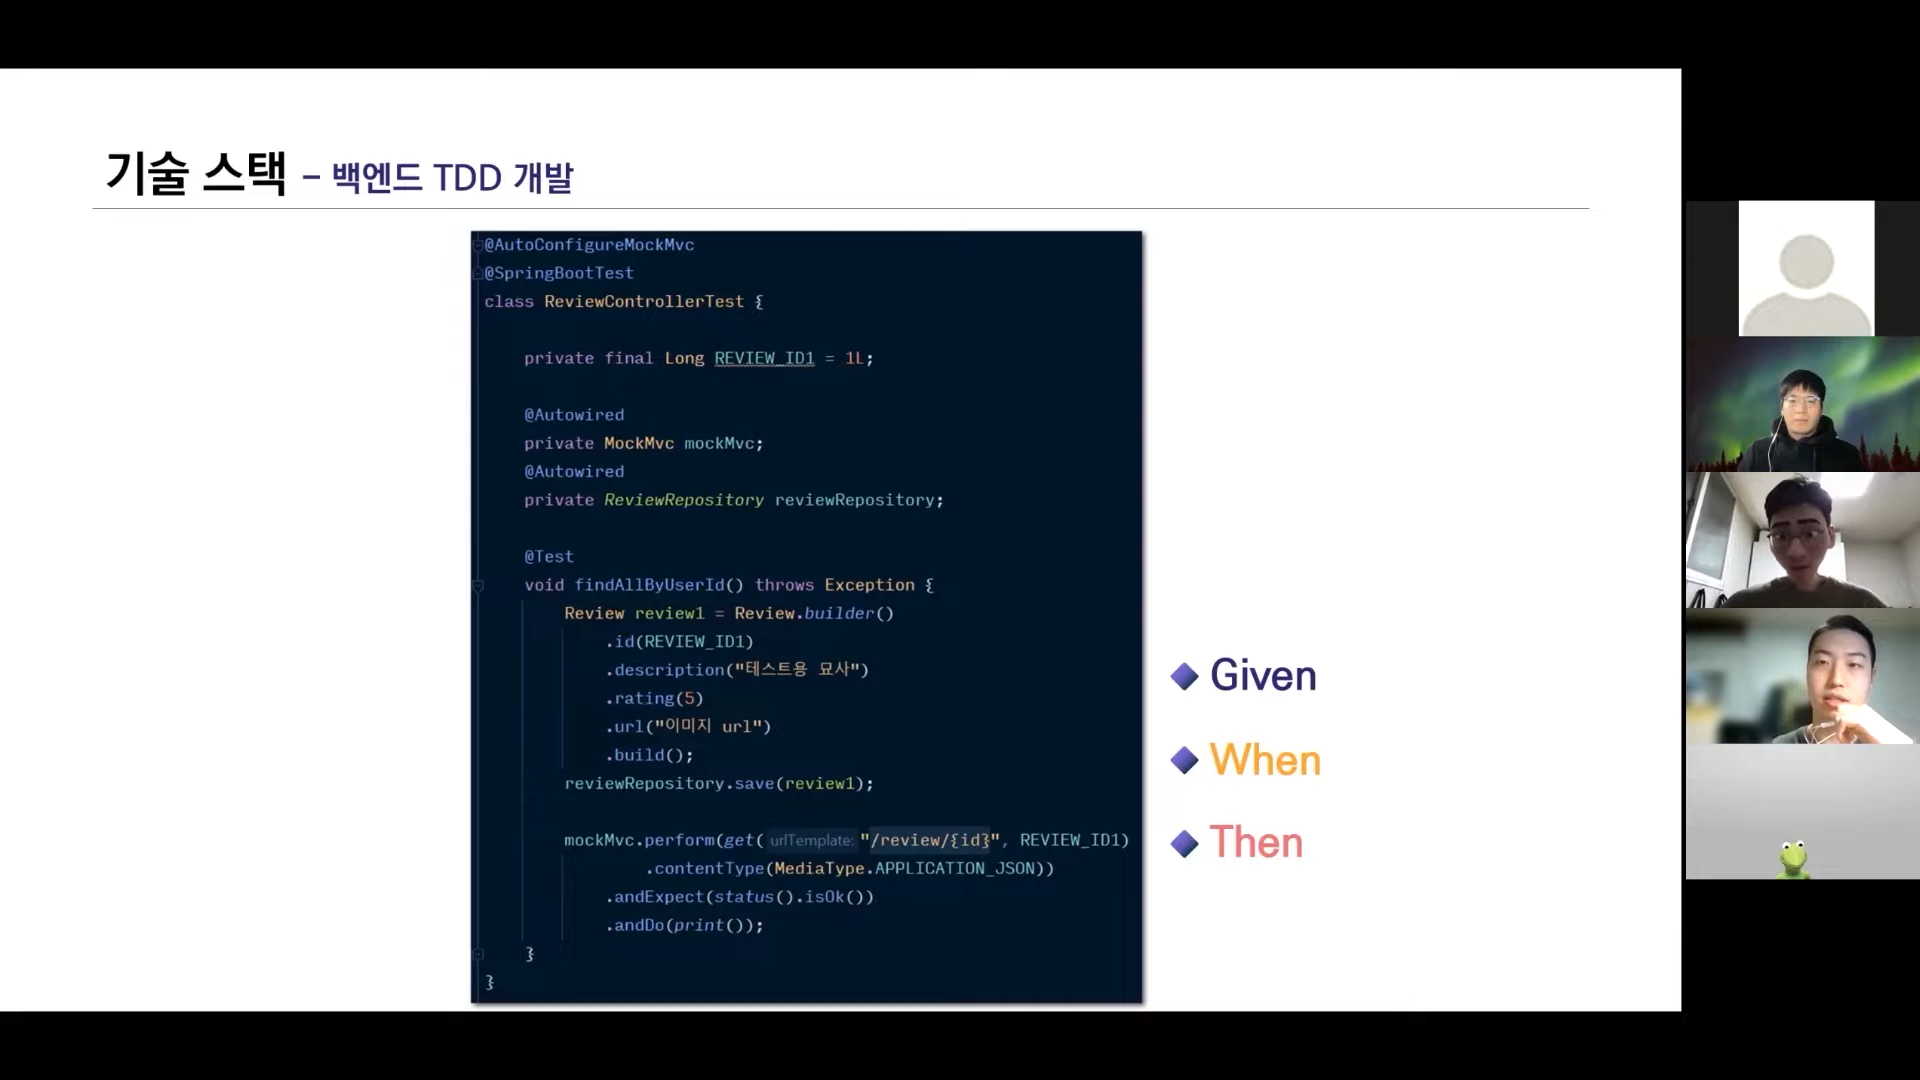 기술 스택 – 백엔드 TDD 개발
@AutoConfigureMockMvc
@SpringBootTest
class ReviewControllerTest {
private final Long REVIEW_ID1 = 1L;
@Autowired
private MockMvc mockMvc;
@Autowired
private ReviewRepository reviewRepository;
@Test
void findAllByUserId() throws Exception {
Review review1 = Review.builder()
.id(REVIEW_ID1)
.description("테스트용 묘사")
.rating(5)
.url("이미지 url")
.build();
reviewRepository.save(review1);
mockMvc.perform(get( urlTemplate: "/review/{id}", REVIEW_ID1)
.contentType(MediaType.APPLICATION_JSON))
.andExpect(status().isOk())
.andDo(print());
}
}
Given
When
Then